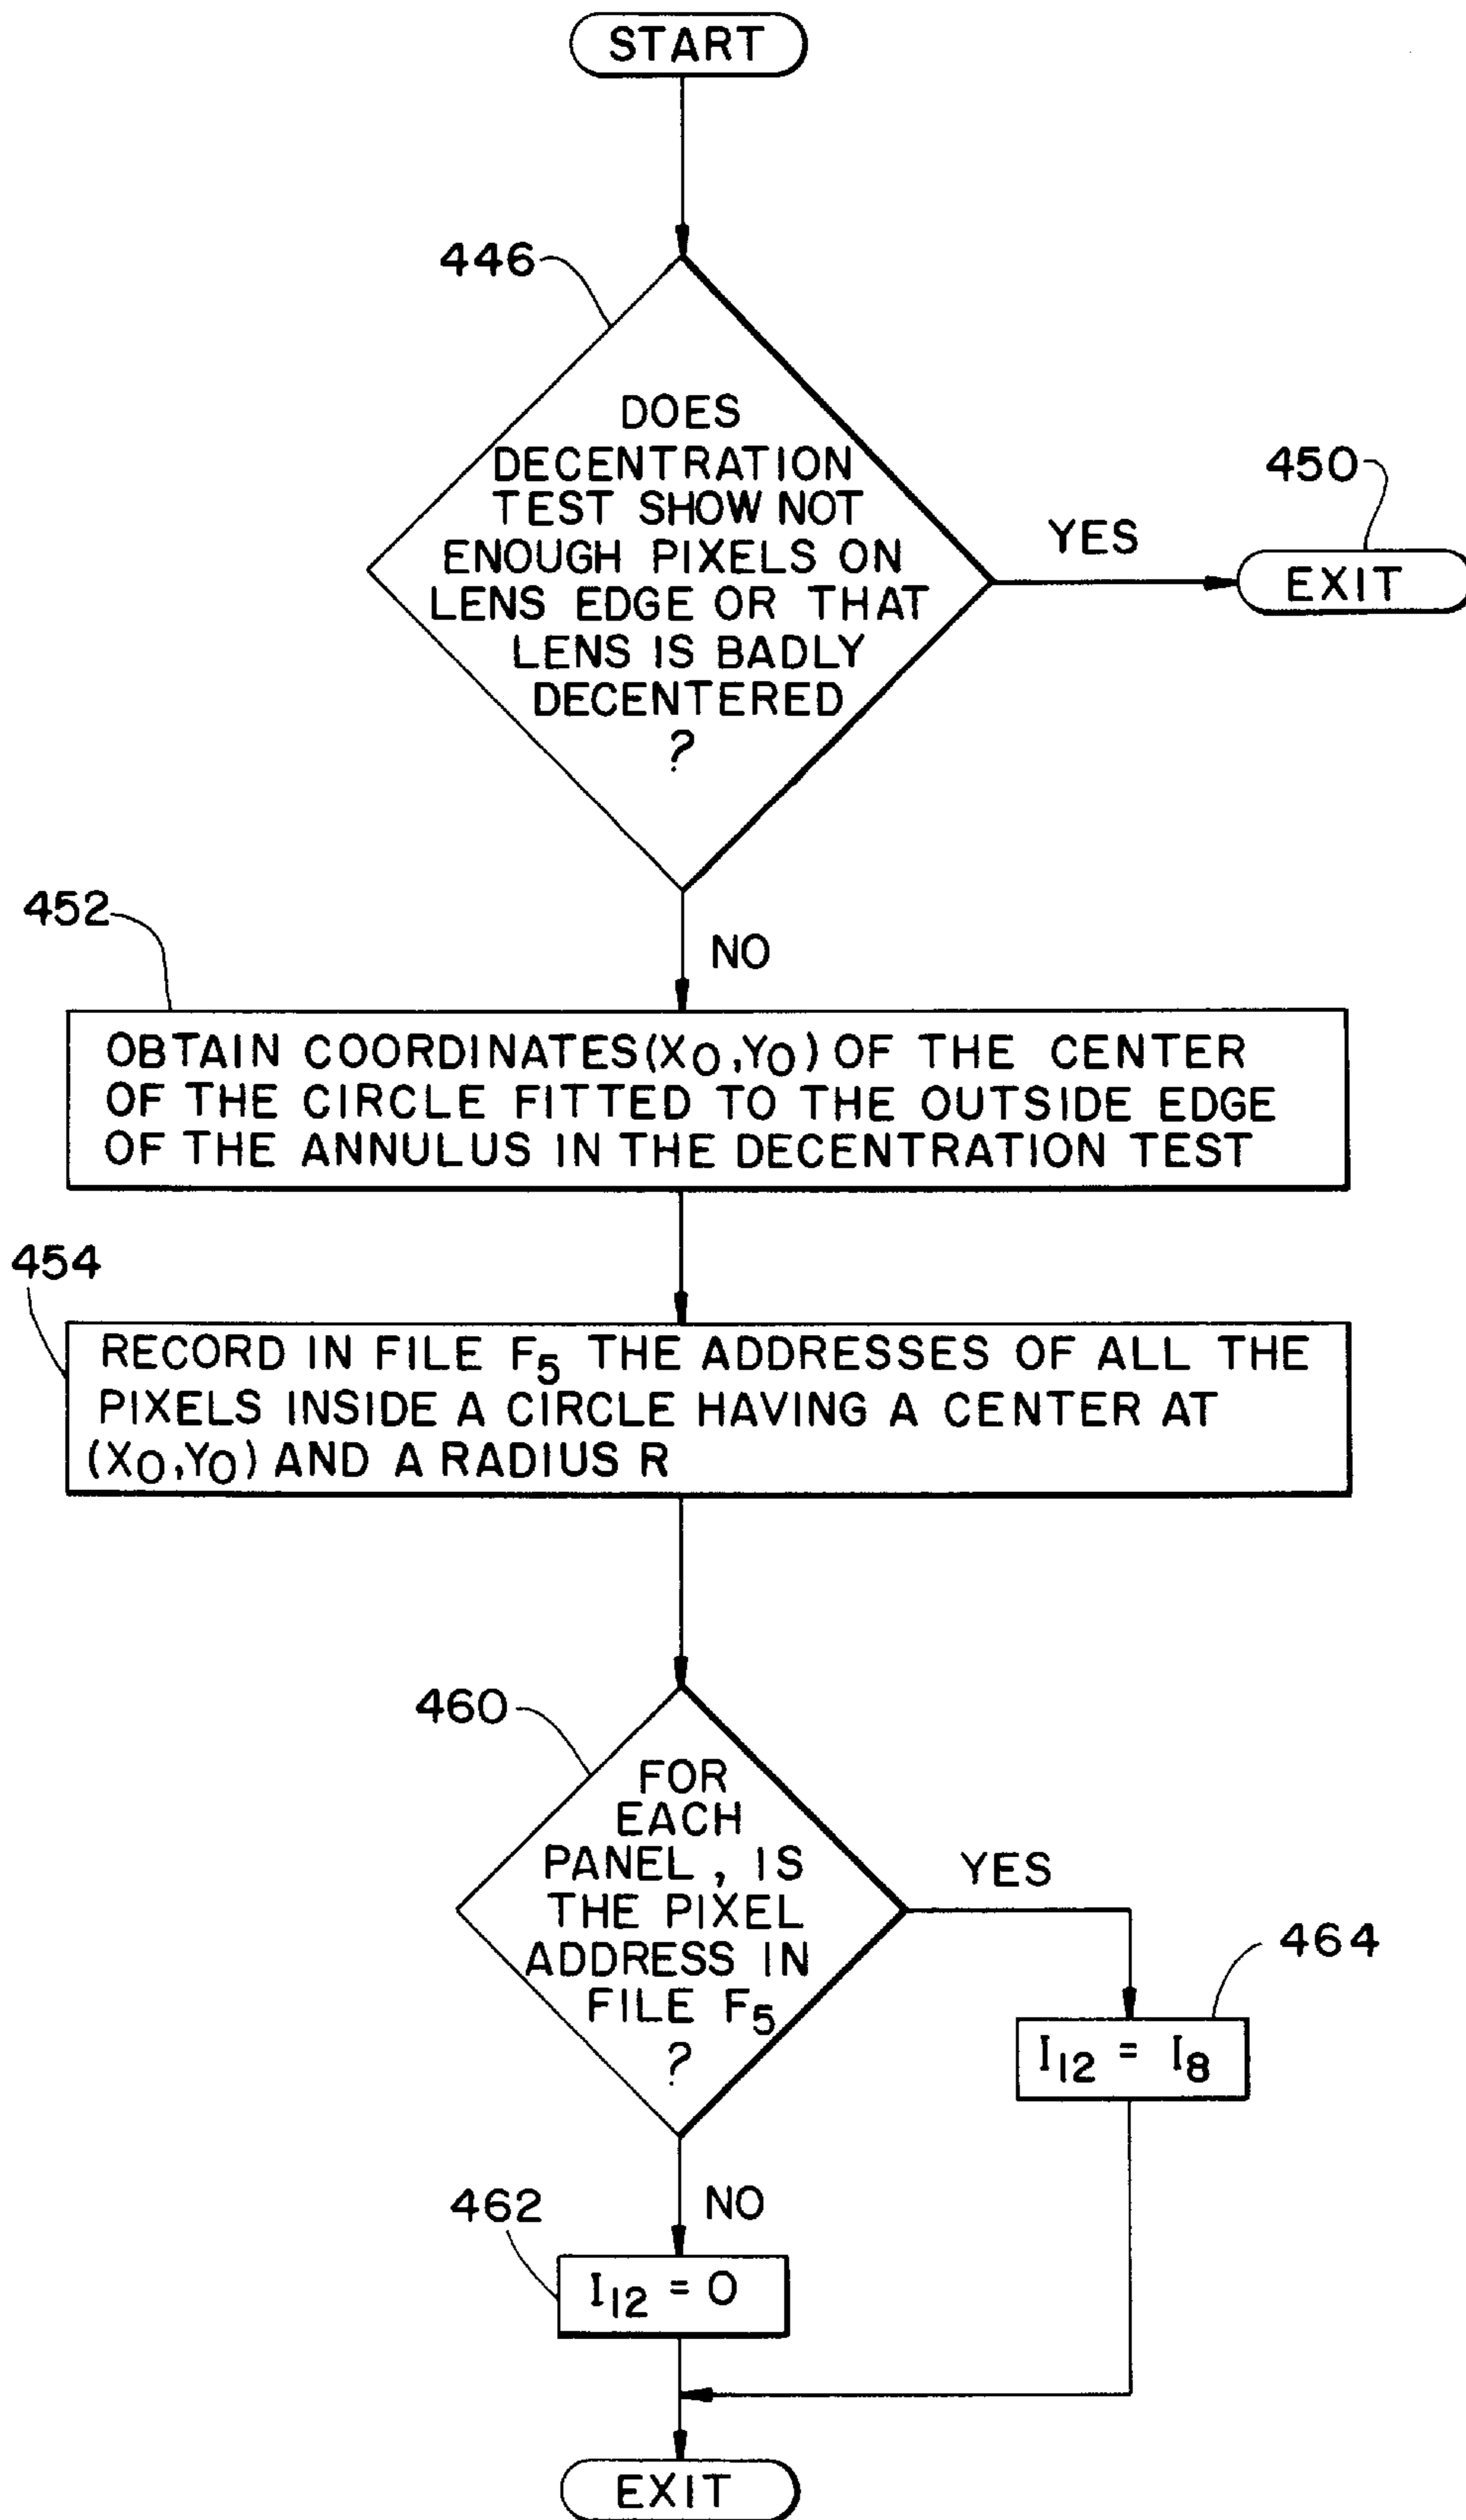 START
446
DOES
DECENTRATION
TEST SHOW NOT
ENOUGH PIXELS ON
LENS EDGE OR THAT
LENS IS BADLY
DECENTERED
?
YES
450
EXIT
NO
452
OBTAIN COORDINATES(XO,YO) OF THE CENTER
OF THE CIRCLE FITTED TO THE OUTSIDE EDGE
OF THE ANNULUS IN THE DECENTRATION TEST
454
RECORD IN FILE F5 THE ADDRESSES OF ALL THE
PIXELS INSIDE A CIRCLE HAVING A CENTER AT
(XO,YO) AND A RADIUS R
460
FOR
EACH
PANEL, IS
THE PIXEL
ADDRESS IN
FILE F5
?
YES
464
I12 = I8
NO
462
I12 = 0
EXIT